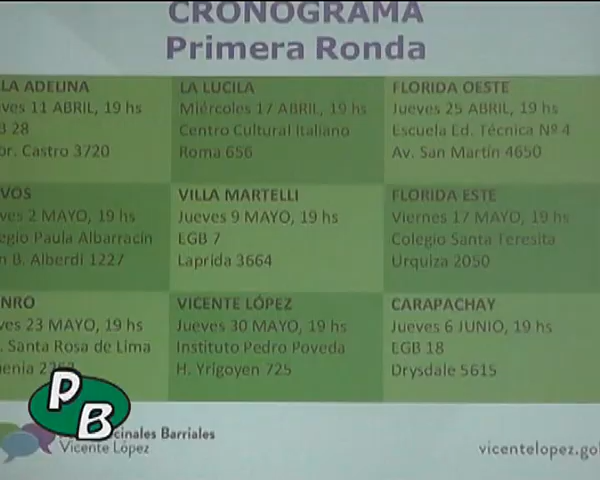 CRONOGRAMA
Primera Ronda
LA ADELINA
ves 11 ABRIL, 19 hs
B 28
or. Castro 3720
LA LUCILA
Miércoles 17 ABRIL, 19 hs
Centro Cultural Italiano
Roma 656
FLORIDA OESTE
Jueves 25 ABRIL, 19 hs
Escuela Ed. Técnica Nº 4
Av. San Martín 4650
VOS
ves 2 MAYO, 19 hs
egio Paula Albarracín
n B. Alberdi 1227
VILLA MARTELLI
Jueves 9 MAYO, 19 hs
EGB 7
Laprida 3664
FLORIDA ESTE
Viernes 17 MAYO, 19 hs
Colegio Santa Teresita
Urquiza 2050
NRO
ves 23 MAYO, 19 hs
. Santa Rosa de Lima
enia
VICENTE LÓPEZ
Jueves 30 MAYO, 19 hs
Instituto Pedro Poveda
H. Yrigoyen 725
CARAPACHAY
Jueves 6 JUNIO, 19 hs
EGB 18
Drysdale 5615
PB
cinales Barriales
Vicente López
vicentelopez.go